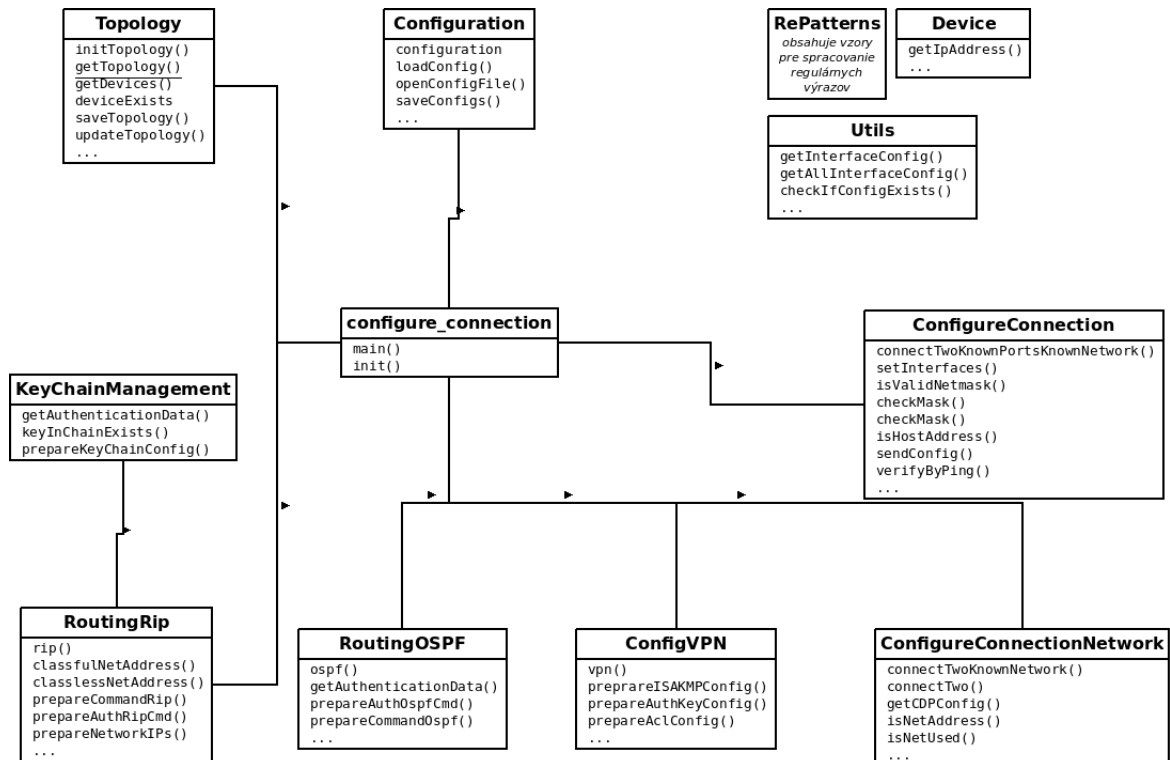 Topology
initTopology()
getTopology()
getDevices()
deviceExists
saveTopology()
updateTopology()
...
Configuration
configuration
loadConfig()
openConfigFile()
saveConfigs()
...
RePatterns
obsahuje vzory
pre spracovanie
regulárnych
výrazov
Device
getIpAddress()
...
Utils
getInterfaceConfig()
getAllInterfaceConfig()
checkIfConfigExists()
...
configure_connection
main()
init()
ConfigureConnection
connectTwoKnownPortsKnownNetwork()
setInterfaces()
isValidNetmask()
checkMask()
checkMask()
isHostAddress()
sendConfig()
verifyByPing()
...
KeyChainManagement
getAuthenticationData()
keyInChainExists()
prepareKeyChainConfig()
RoutingRip
rip()
classfulNetAddress()
classlessNetAddress()
prepareCommandRip()
prepareAuthRipCmd()
prepareNetworkIPs()
...
RoutingOSPF
ospf()
getAuthenticationData()
prepareAuthOspfCmd()
prepareCommandOspf()
...
ConfigVPN
vpn()
preprareISAKMPConfig()
prepareAuthKeyConfig()
prepareAclConfig()
...
ConfigureConnectionNetwork
connectTwoKnownNetwork()
connectTwo()
getCDPConfig()
isNetAddress()
isNetUsed()
...